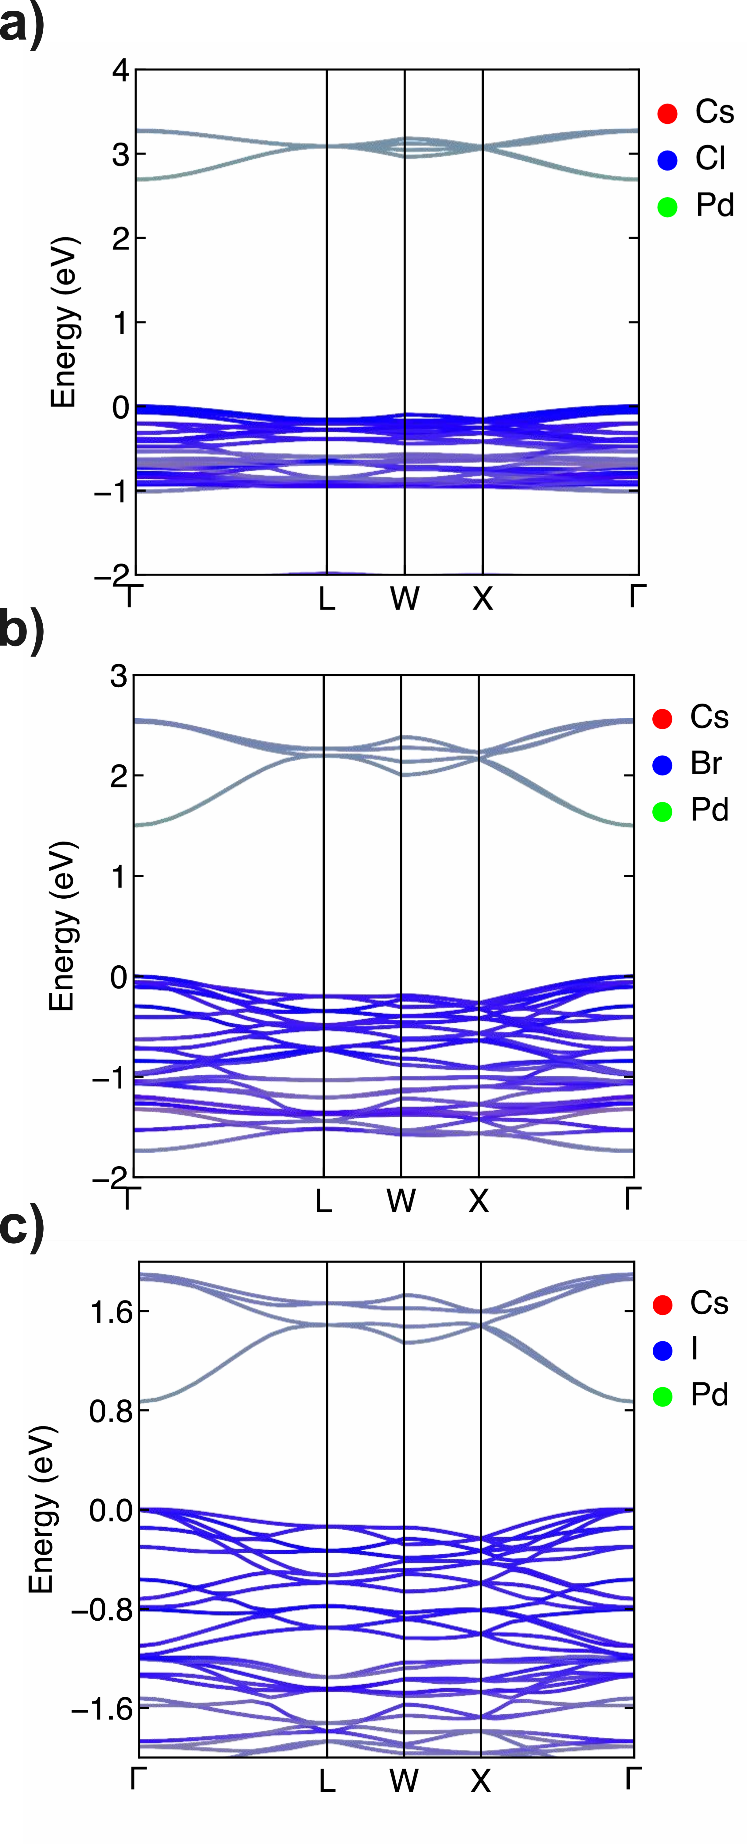 a)
4
3
2
1
0
−1
−2
Energy (eV)
Γ L W X Γ
Cs
Cl
Pd
b)
3
2
1
0
−1
−2
Energy (eV)
Γ L W X Γ
Cs
Br
Pd
c)
1.6
0.8
0.0
−0.8
−1.6
Energy (eV)
Γ L W X Γ
Cs
I
Pd